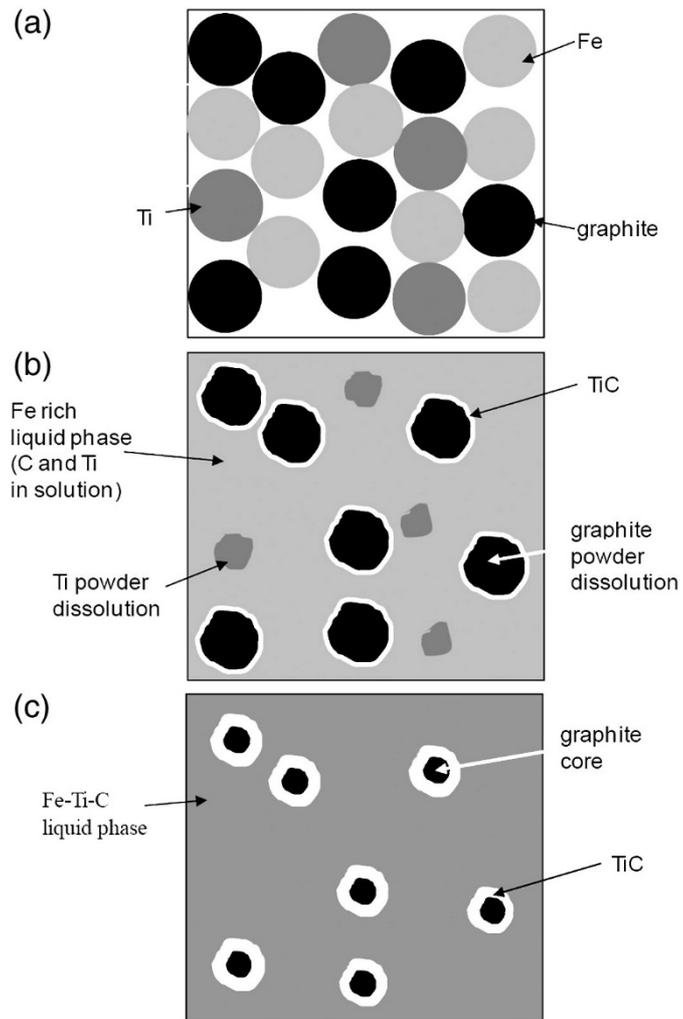 (a)
Fe
Ti
graphite
(b)
TiC
Fe rich
liquid phase
(C and Ti
in solution)
graphite
powder
dissolution
Ti powder
dissolution
(c)
graphite
core
Fe-Ti-C
liquid phase
TiC